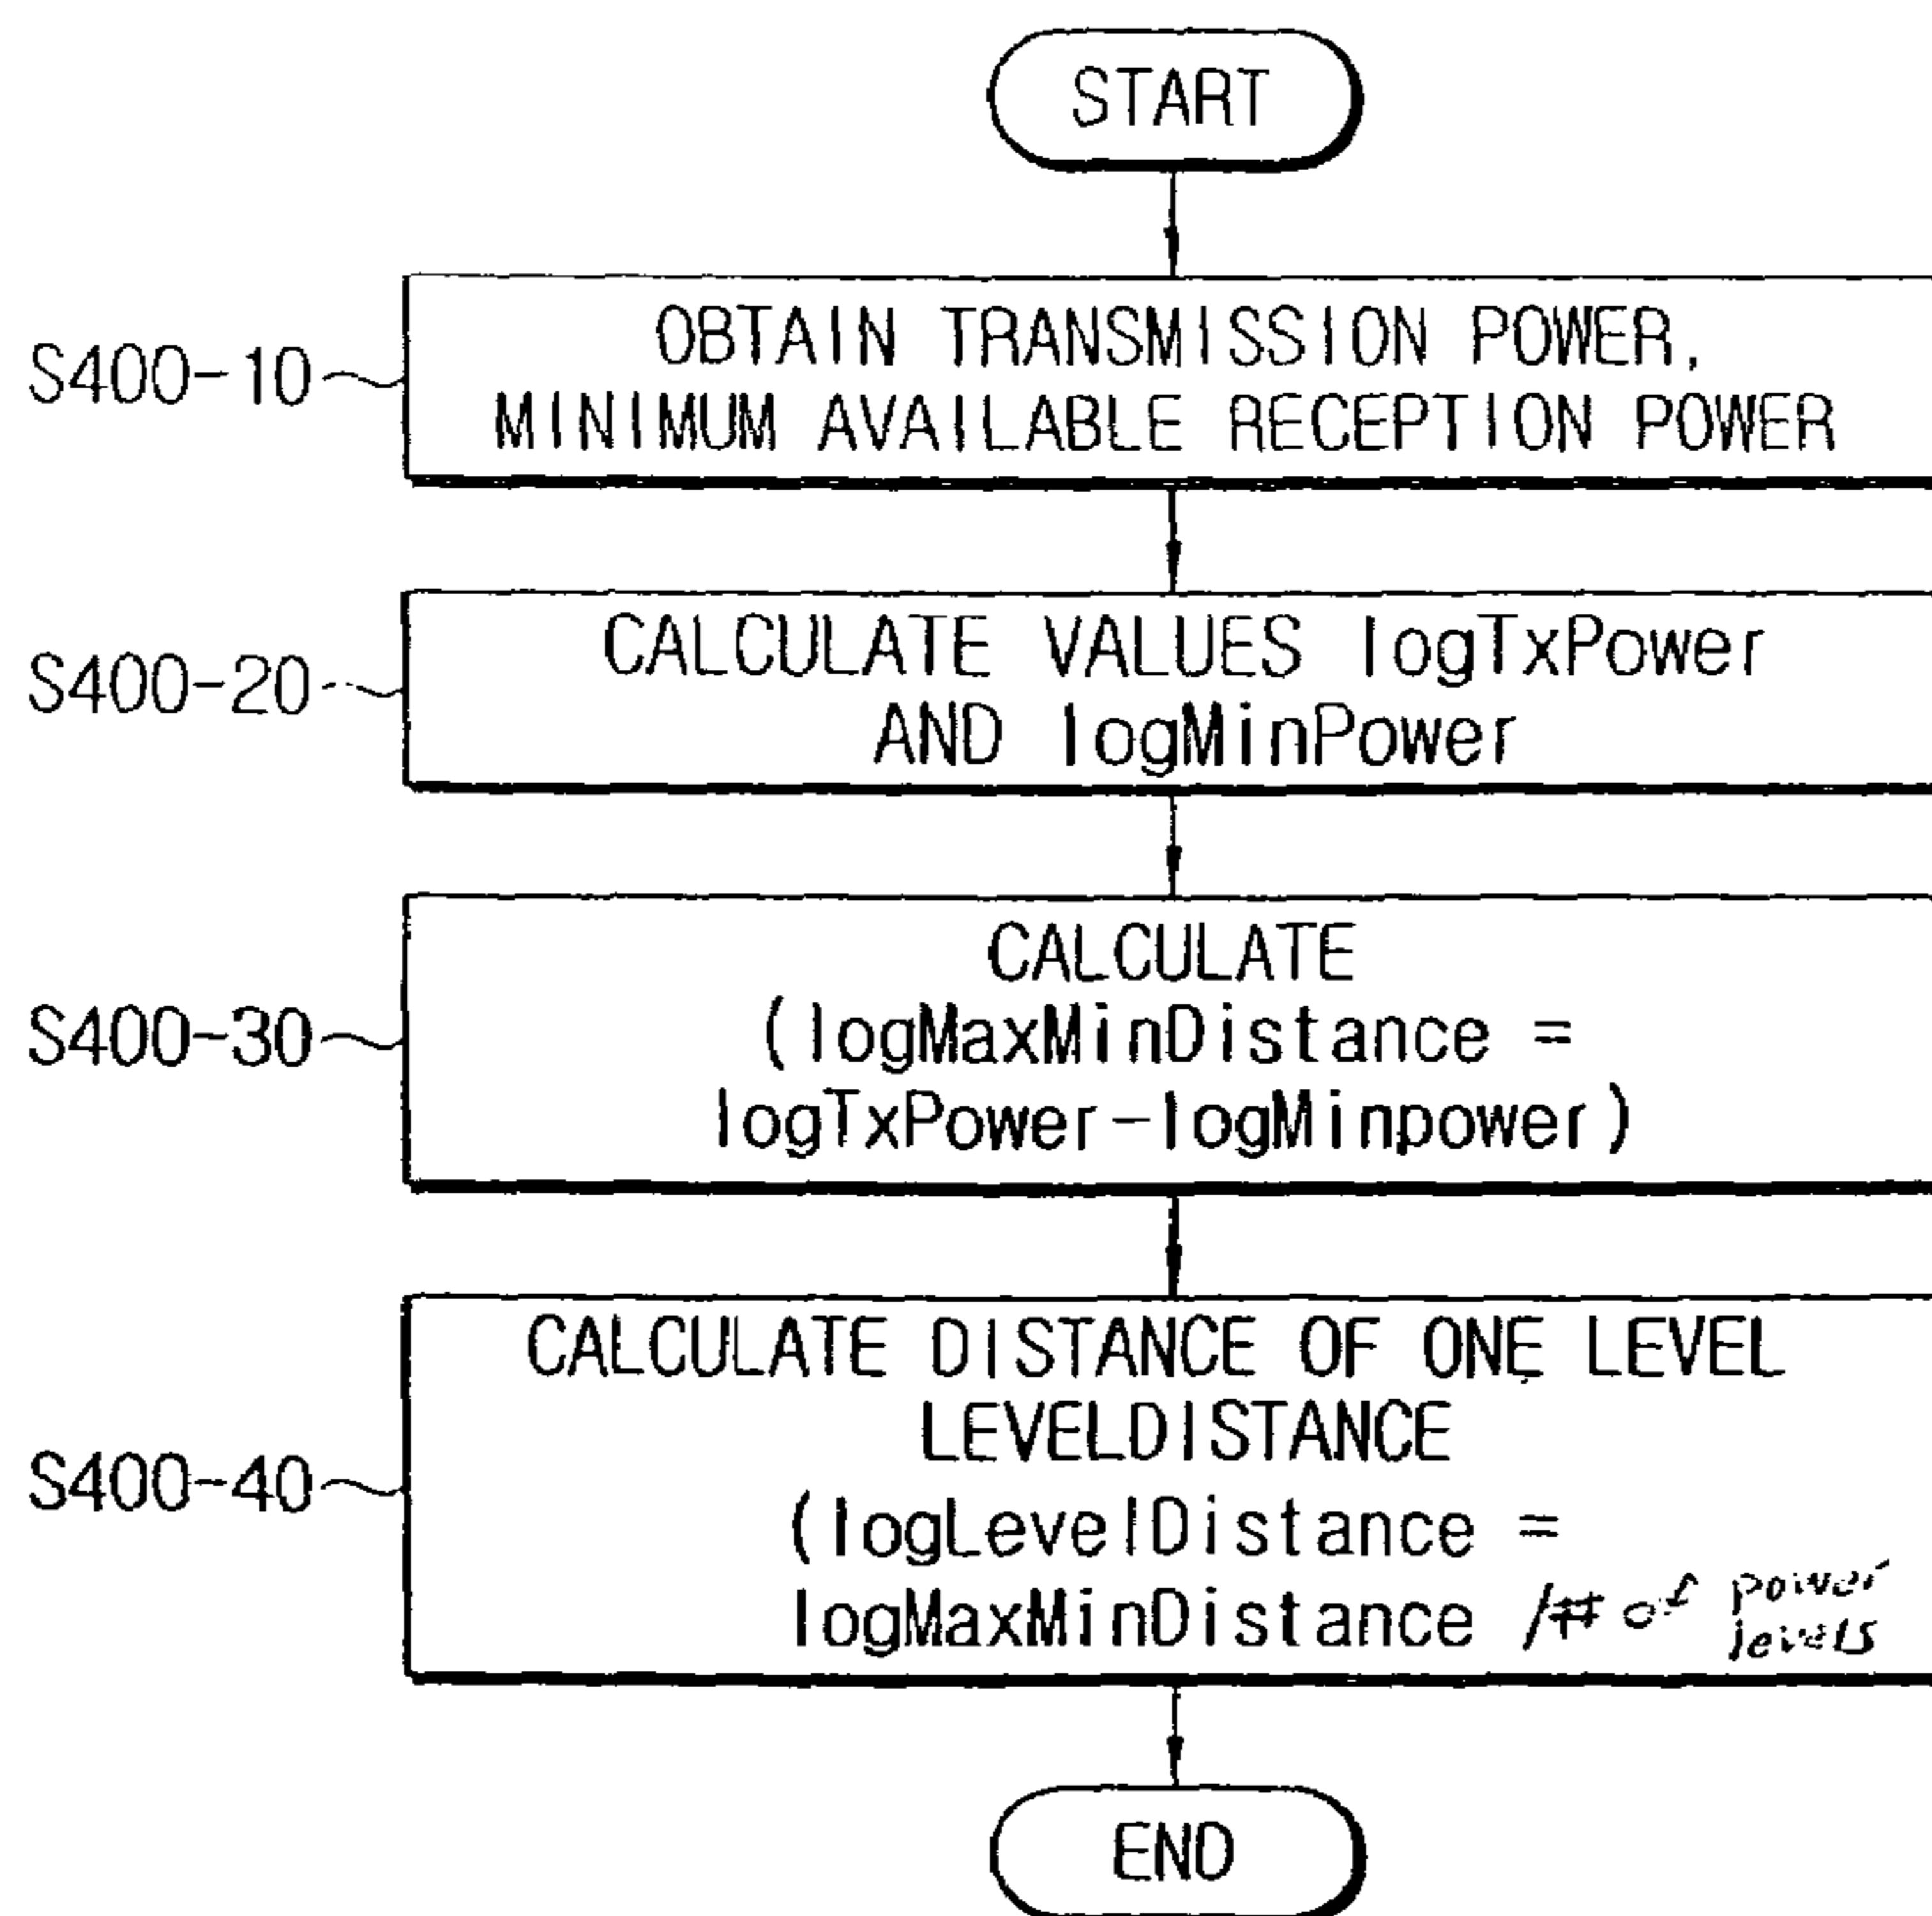 START
S400-10
OBTAIN TRANSMISSION POWER,
MINIMUM AVAILABLE RECEPTION POWER
S400-20
CALCULATE VALUES logTxPower
AND logMinPower
S400-30
CALCULATE
(logMaxMinDistance =
logTxPower-logMinpower)
S400-40
CALCULATE DISTANCE OF ONE LEVEL
LEVELDISTANCE
(logLevelDistance =
logMaxMinDistance /# of power
levels
END